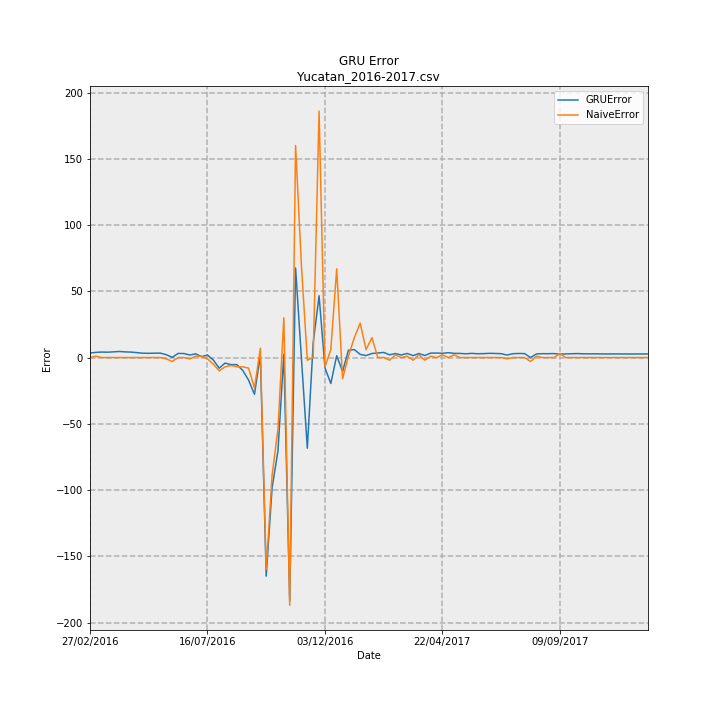 GRU Error
Yucatan_2016-2017.csv
GRUError
NaiveError
200
150
100
50
0
−50
−100
−150
−200
Error
27/02/2016
16/07/2016
03/12/2016
22/04/2017
09/09/2017
Date